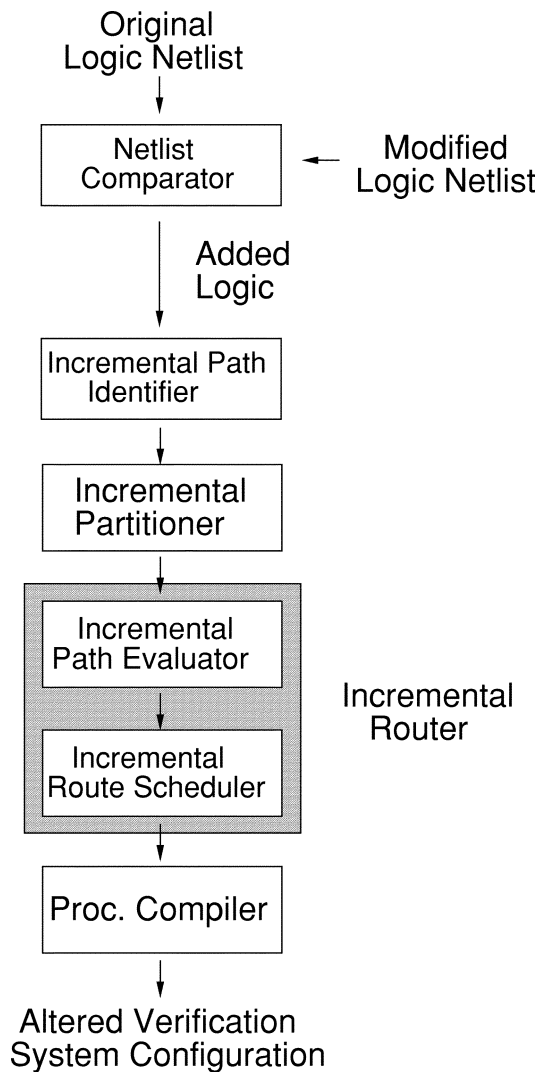 Original
Logic Netlist
Netlist
Comparator
Modified
Logic Netlist
Added
Logic
Incremental Path
Identifier
Incremental
Partitioner
Incremental
Path Evaluator
Incremental
Router
Incremental
Route Scheduler
Proc. Compiler
Altered Verification
System Configuration